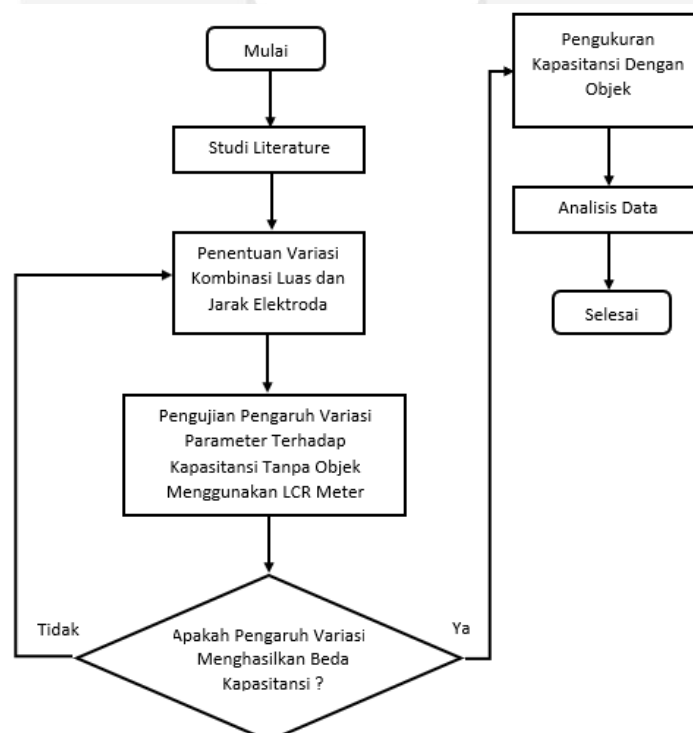 Mulai
Studi Literature
Penentuan Variasi
Kombinasi Luas dan
Jarak Elektroda
Pengujian Pengaruh Variasi
Parameter Terhadap
Kapasitansi Tanpa Objek
Menggunakan LCR Meter
Apakah Pengaruh Variasi
Menghasilkan Beda
Kapasitansi ?
Tidak
Ya
Pengukuran
Kapasitansi Dengan
Objek
Analisis Data
Selesai